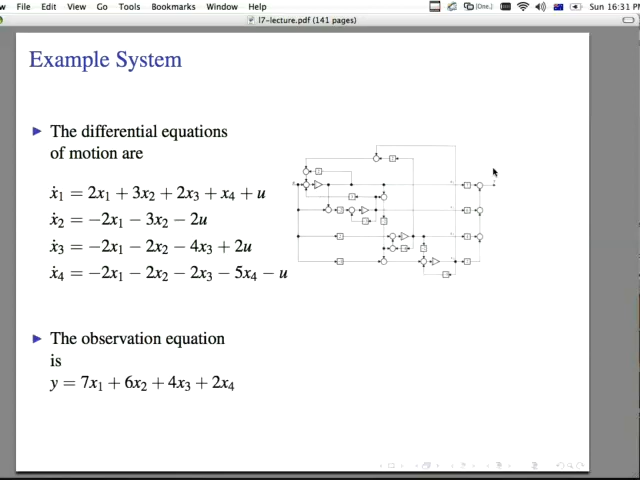 w File Edit View Go Tools Bookmarks Window Help Sun 16:31
l7-lecture.pdf (141 pages)
Example System
The differential equations
of motion are
ẋ₁ = 2x₁ + 3x₂ + 2x₃ + x₄ + u
ẋ₂ = −2x₁ − 3x₂ − 2u
ẋ₃ = −2x₁ − 2x₂ − 4x₃ + 2u
ẋ₄ = −2x₁ − 2x₂ − 2x₃ − 5x₄ − u
The observation equation
is
y = 7x₁ + 6x₂ + 4x₃ + 2x₄